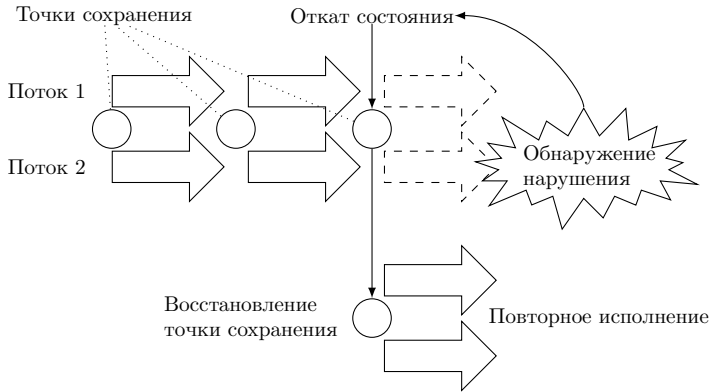 Точки сохранения
Откат состояния
Поток 1
Поток 2
Обнаружение
нарушения
Восстановление
точки сохранения
Повторное исполнение